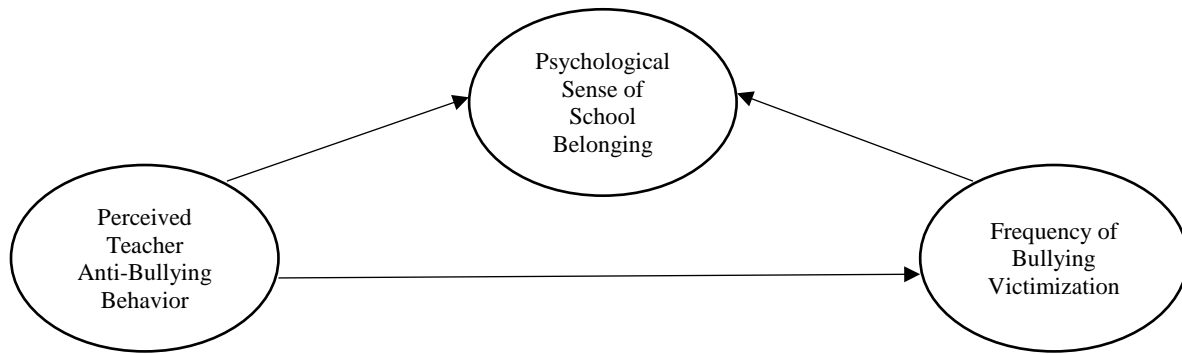 Psychological
Sense of
School
Belonging
Perceived
Teacher
Anti-Bullying
Behavior
Frequency of
Bullying
Victimization